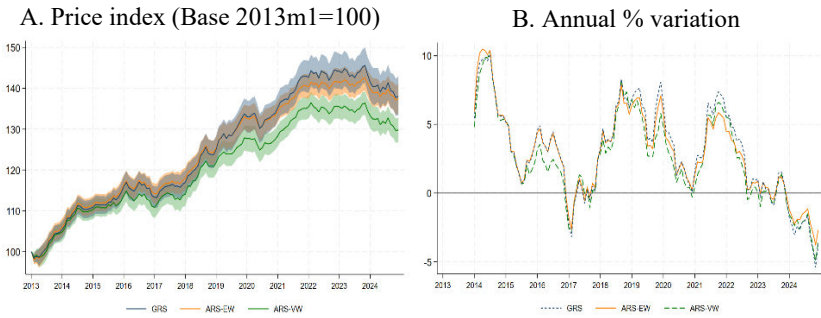 A. Price index (Base 2013m1=100)
150
140
130
120
110
100
2013 2014 2015 2016 2017 2018 2019 2020 2021 2022 2023 2024
GRS ARS-EW ARS-VW
B. Annual % variation
10
5
0
-5
2013 2014 2015 2016 2017 2018 2019 2020 2021 2022 2023 2024
GRS ARS-EW ARS-VW